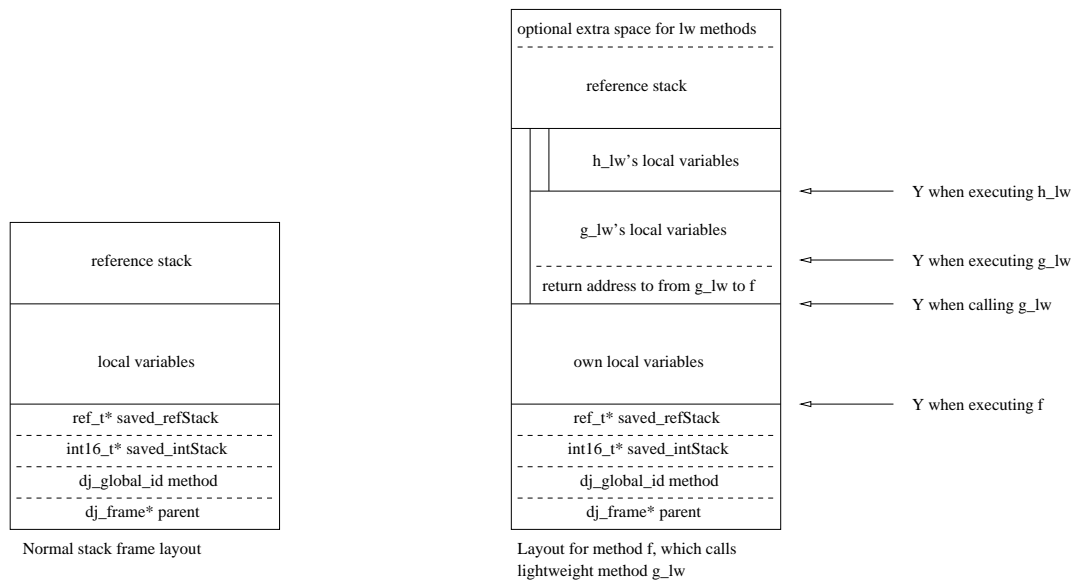 reference stack
local variables
ref_t* saved_refStack
int16_t* saved_intStack
dj_global_id method
dj_frame* parent
Normal stack frame layout
optional extra space for lw methods
reference stack
h_lw's local variables
g_lw's local variables
return address to from g_lw to f
own local variables
ref_t* saved_refStack
int16_t* saved_intStack
dj_global_id method
dj_frame* parent
Layout for method f, which calls
lightweight method g_lw
Y when executing h_lw
Y when executing g_lw
Y when calling g_lw
Y when executing f